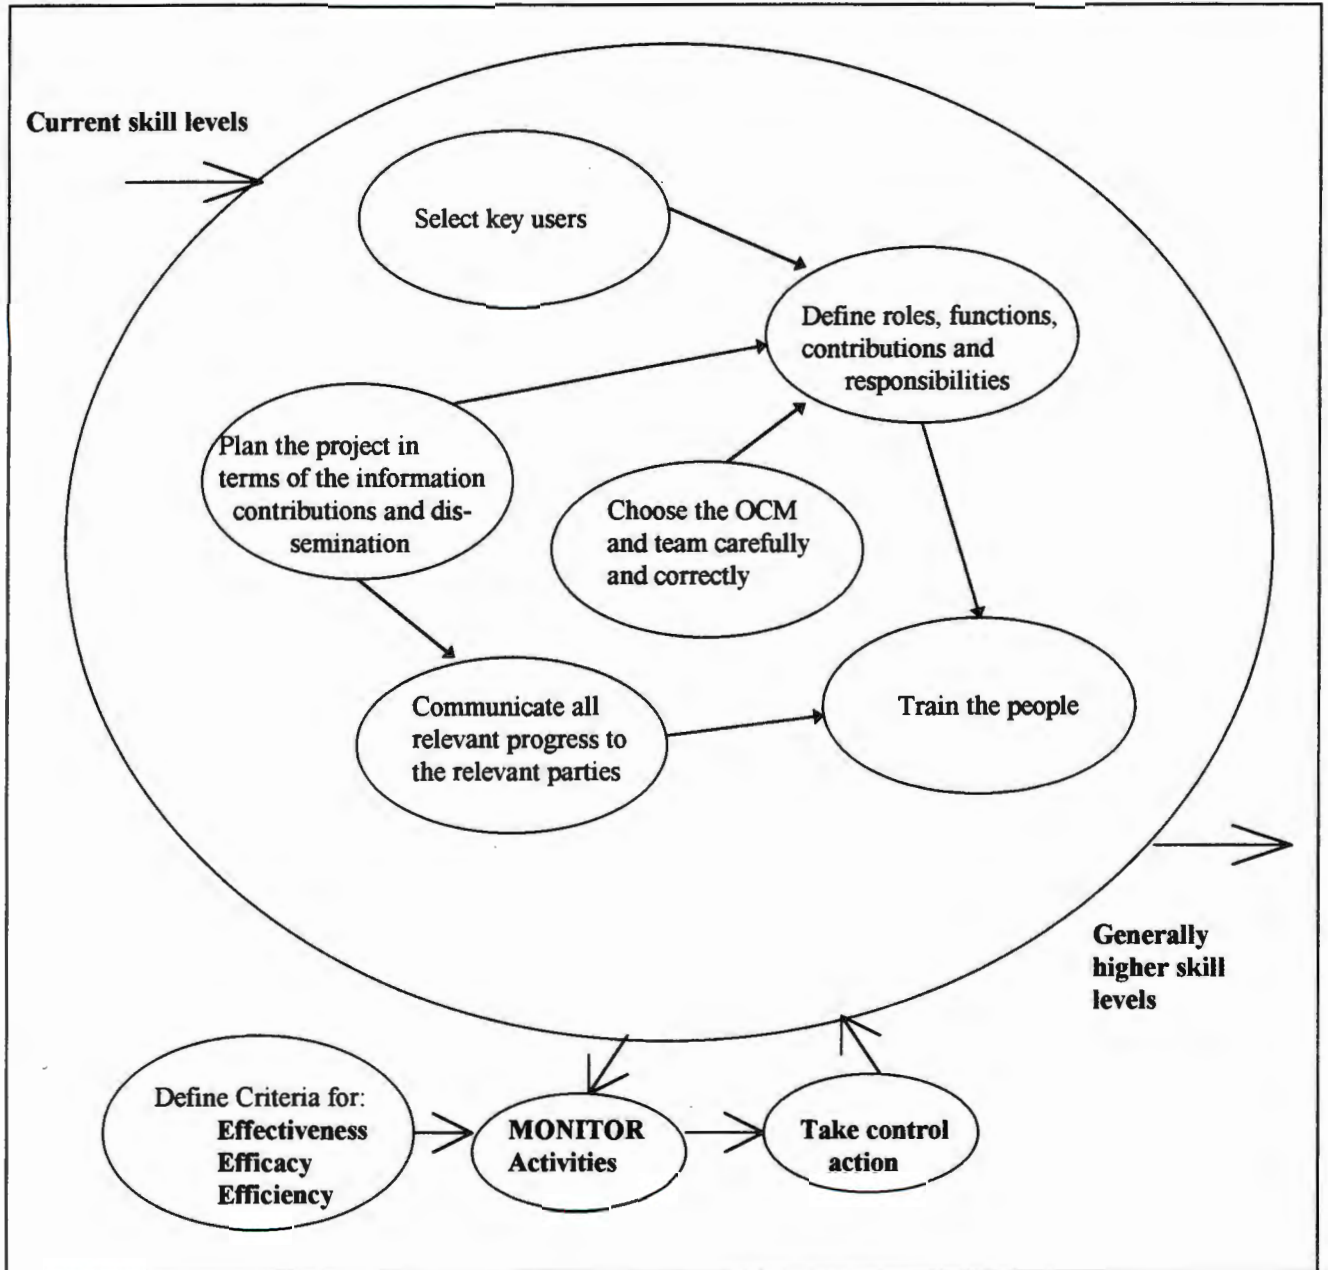 Current skill levels
Select key users
Define roles, functions,
contributions and
responsibilities
Plan the project in
terms of the information
contributions and dis-
semination
Choose the OCM
and team carefully
and correctly
Communicate all
relevant progress to
the relevant parties
Train the people
Generally
higher skill
levels
Define Criteria for:
Effectiveness
Efficacy
Efficiency
MONITOR
Activities
Take control
action